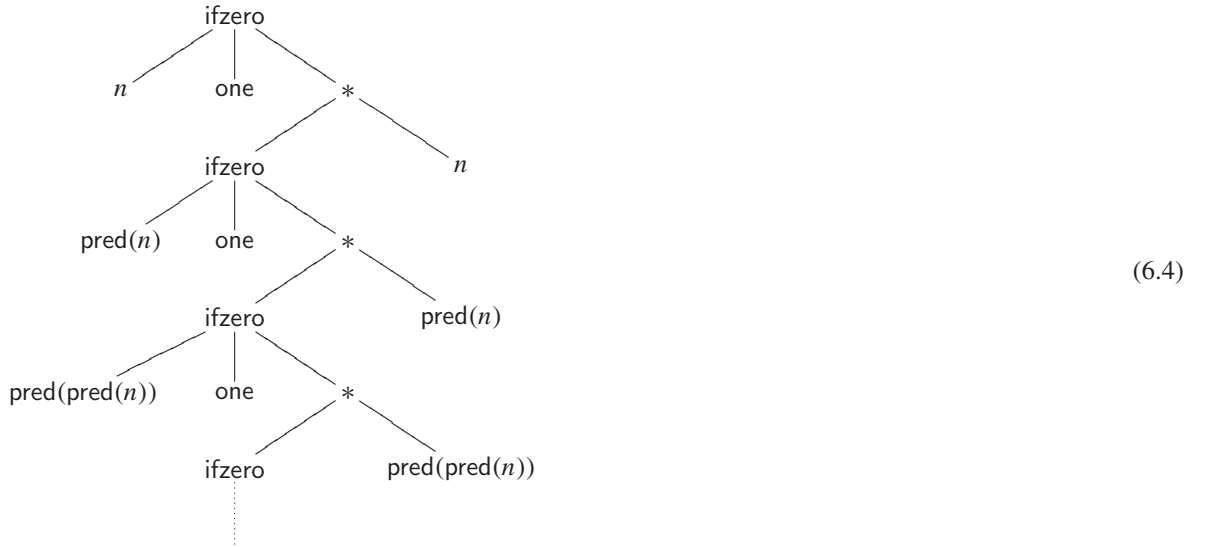 ifzero
n one *
ifzero n
pred(n) one *
(6.4)
ifzero pred(n)
pred(pred(n)) one *
ifzero pred(pred(n))